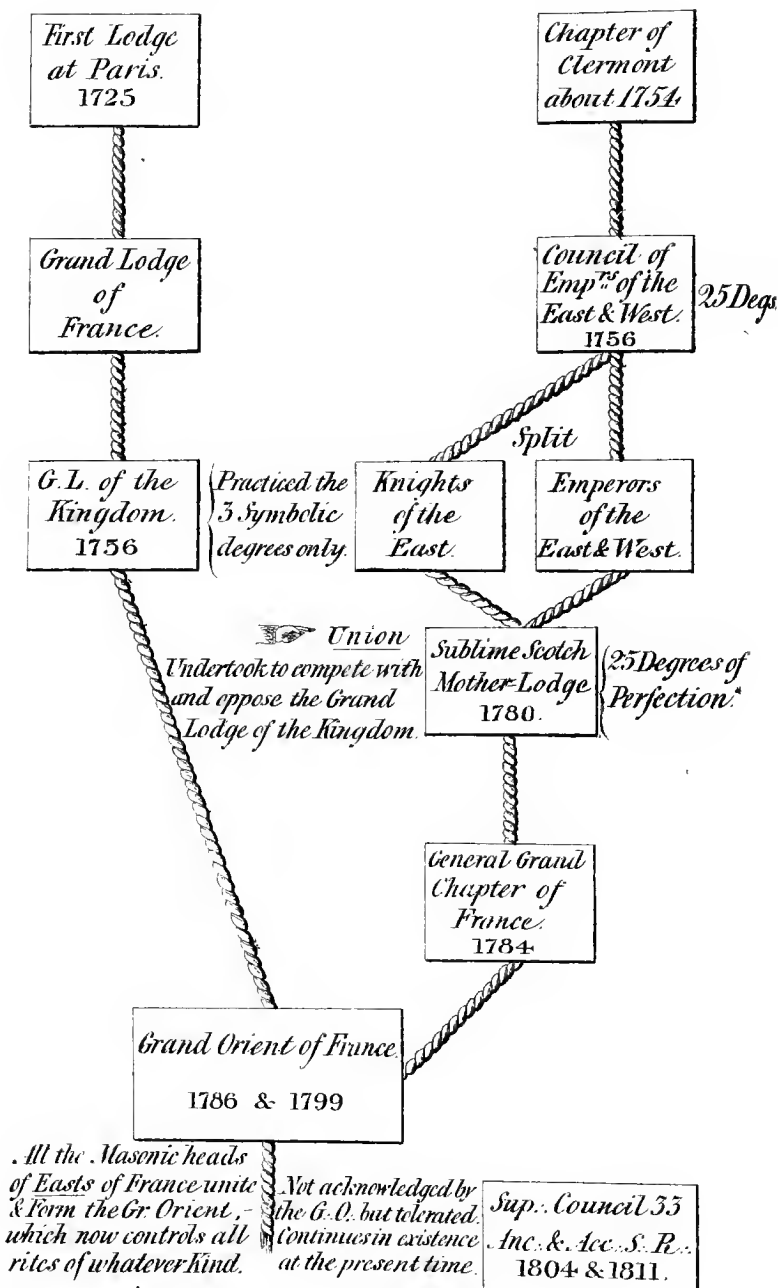 First Lodge
at Paris.
1725
Chapter of
Clermont
about 1754.
Grand Lodge
of
France.
Council of
Emp.rs of the
East & West.
1756
25 Degs.
Split
G.L. of the
Kingdom.
1756
Practiced the
3 Symbolic
degrees only.
Knights
of the
East.
Emperors
of the
East & West.
Union
Undertook to compete with
and oppose the Grand
Lodge of the Kingdom.
Sublime Scotch
Mother-Lodge
1780.
25 Degrees of
Perfection.*
General Grand
Chapter of
France.
1784
Grand Orient of France.
1786 & 1799
All the Masonic heads
of Easts of France unite
& Form the Gr. Orient,-
which now controls all
rites of whatever Kind.
Not acknowledged by
the G.O. but tolerated.
Continues in existence
at the present time.
Sup. Council 33
Anc. & Acc. S. R.
1804 & 1811.